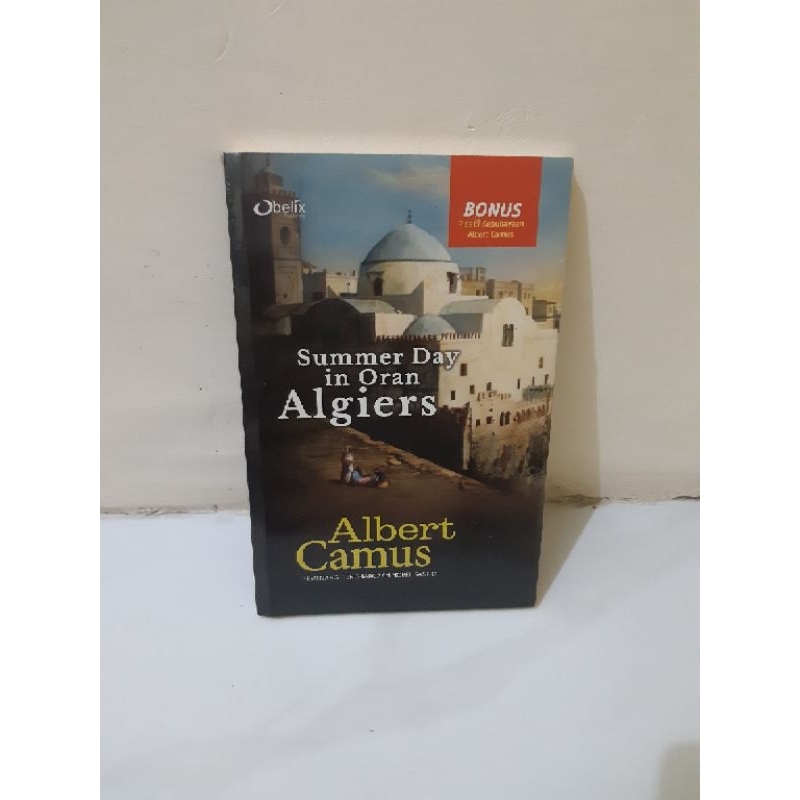 Obelix
BONUS
Albert Camus
Summer Day
in Oran
Algiers
Albert
Camus